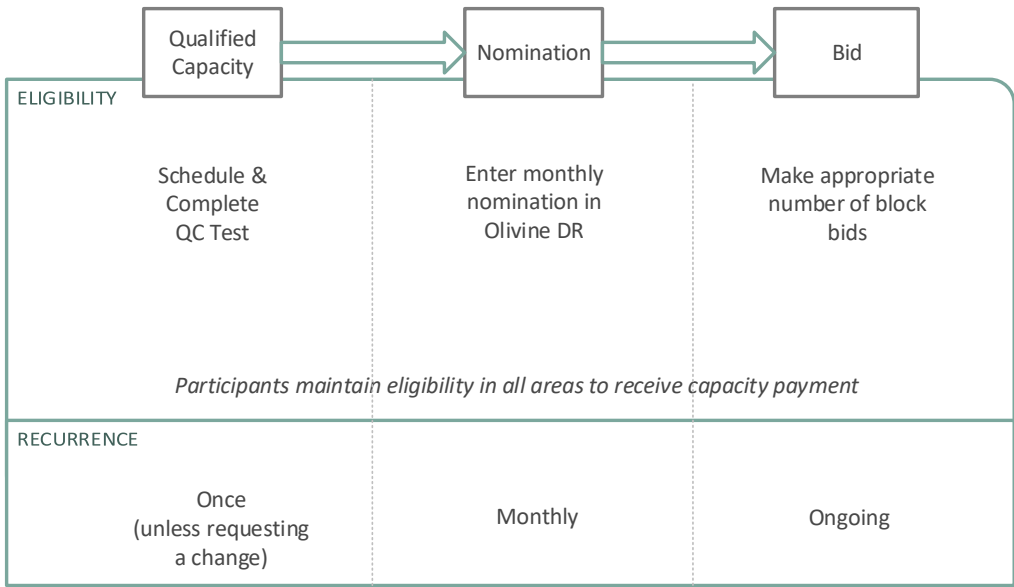 Qualified
Capacity
Nomination
Bid
ELIGIBILITY
Schedule &
Complete
QC Test
Enter monthly
nomination in
Olivine DR
Make appropriate
number of block
bids
Participants maintain eligibility in all areas to receive capacity payment
RECURRENCE
Once
(unless requesting
a change)
Monthly
Ongoing